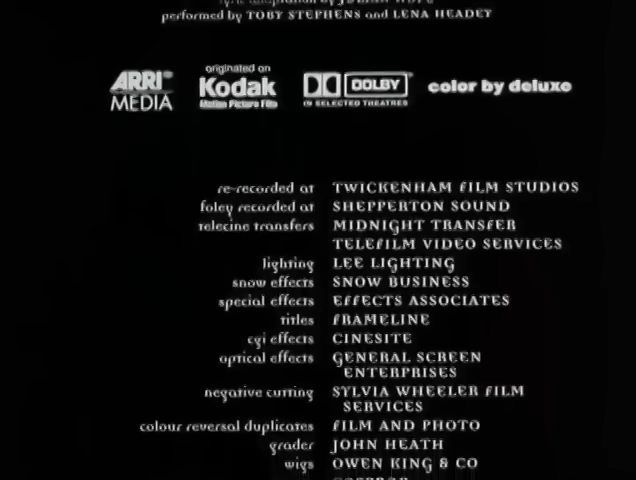 performed by TOBY STEPHENS and LENA HEADEY
ARRI MEDIA
originated on
Kodak
Motion Picture Film
DOLBY
IN SELECTED THEATRES
color by deluxe
re-recorded at TWICKENHAM FILM STUDIOS
foley recorded at SHEPPERTON SOUND
telecine transfers MIDNIGHT TRANSFER
TELEFILM VIDEO SERVICES
lighting LEE LIGHTING
snow effects SNOW BUSINESS
special effects EFFECTS ASSOCIATES
titles FRAMELINE
cgi effects CINESITE
optical effects GENERAL SCREEN
ENTERPRISES
negative cutting SYLVIA WHEELER FILM
SERVICES
colour reversal duplicates FILM AND PHOTO
grader JOHN HEATH
wigs OWEN KING & CO